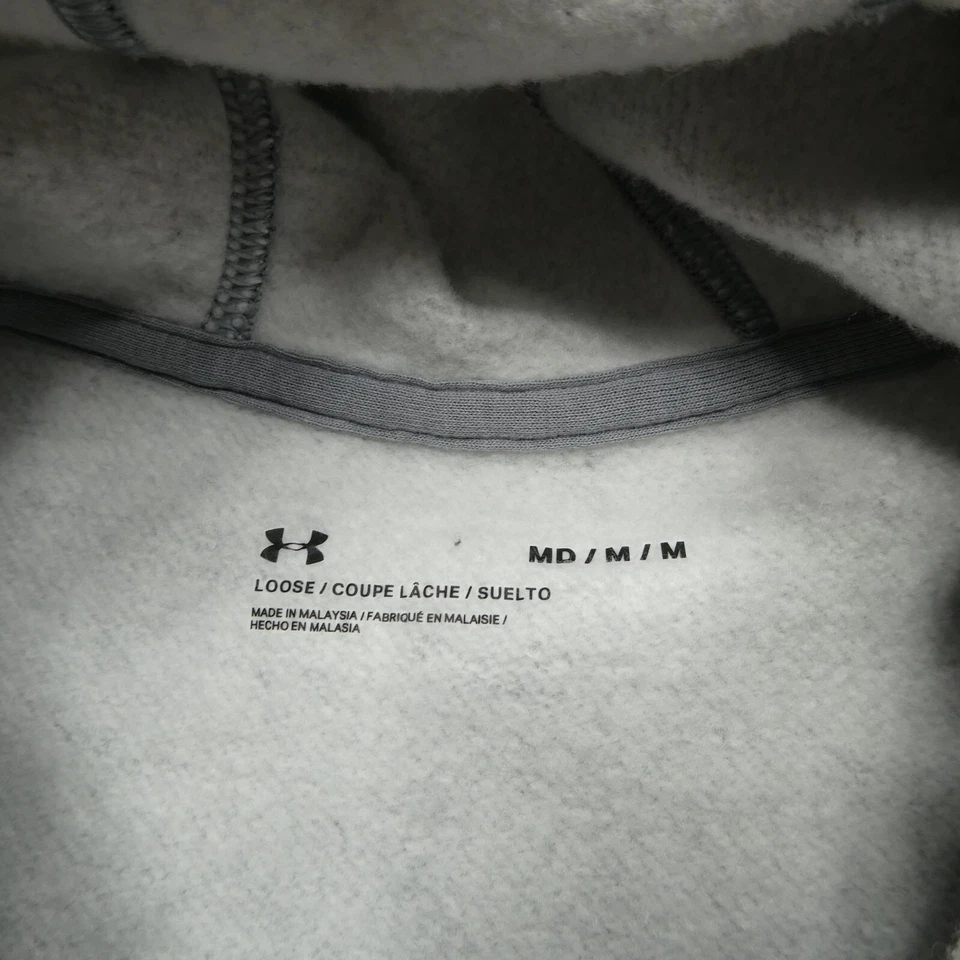 MD / M / M
LOOSE / COUPE LÂCHE / SUELTO
MADE IN MALAYSIA / FABRIQUÉ EN MALAISIE /
HECHO EN MALASIA